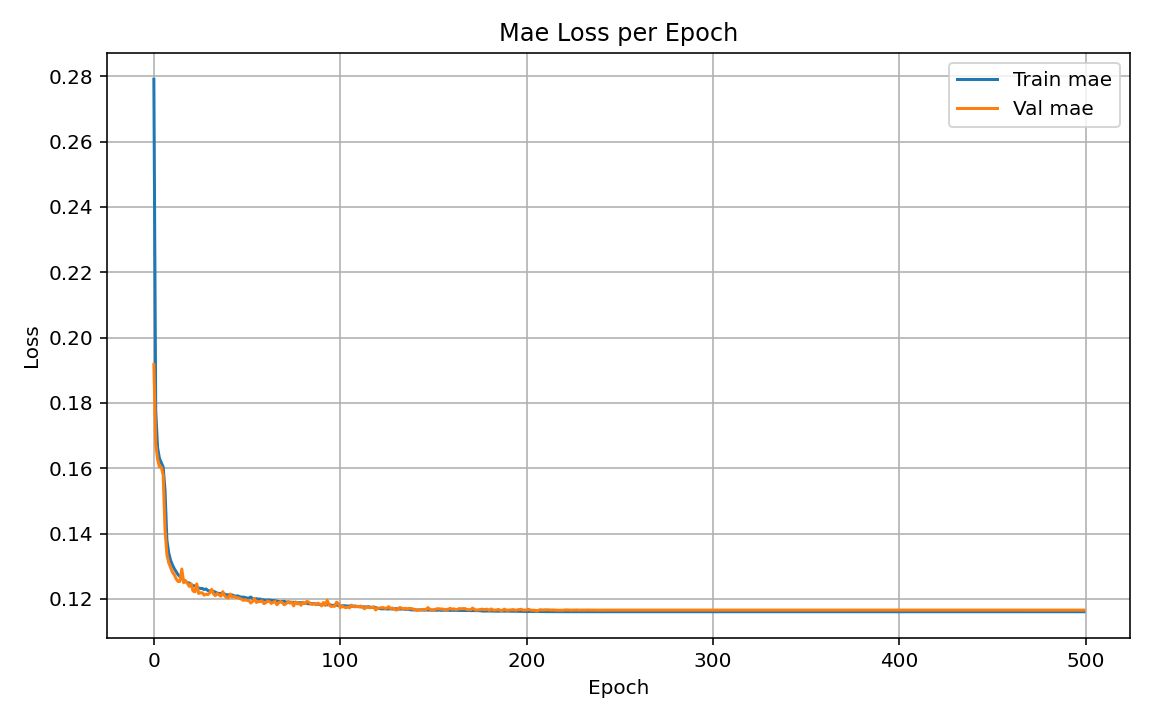 Mae Loss per Epoch
Train mae
Val mae
Loss
0.28
0.26
0.24
0.22
0.20
0.18
0.16
0.14
0.12
0 100 200 300 400 500
Epoch